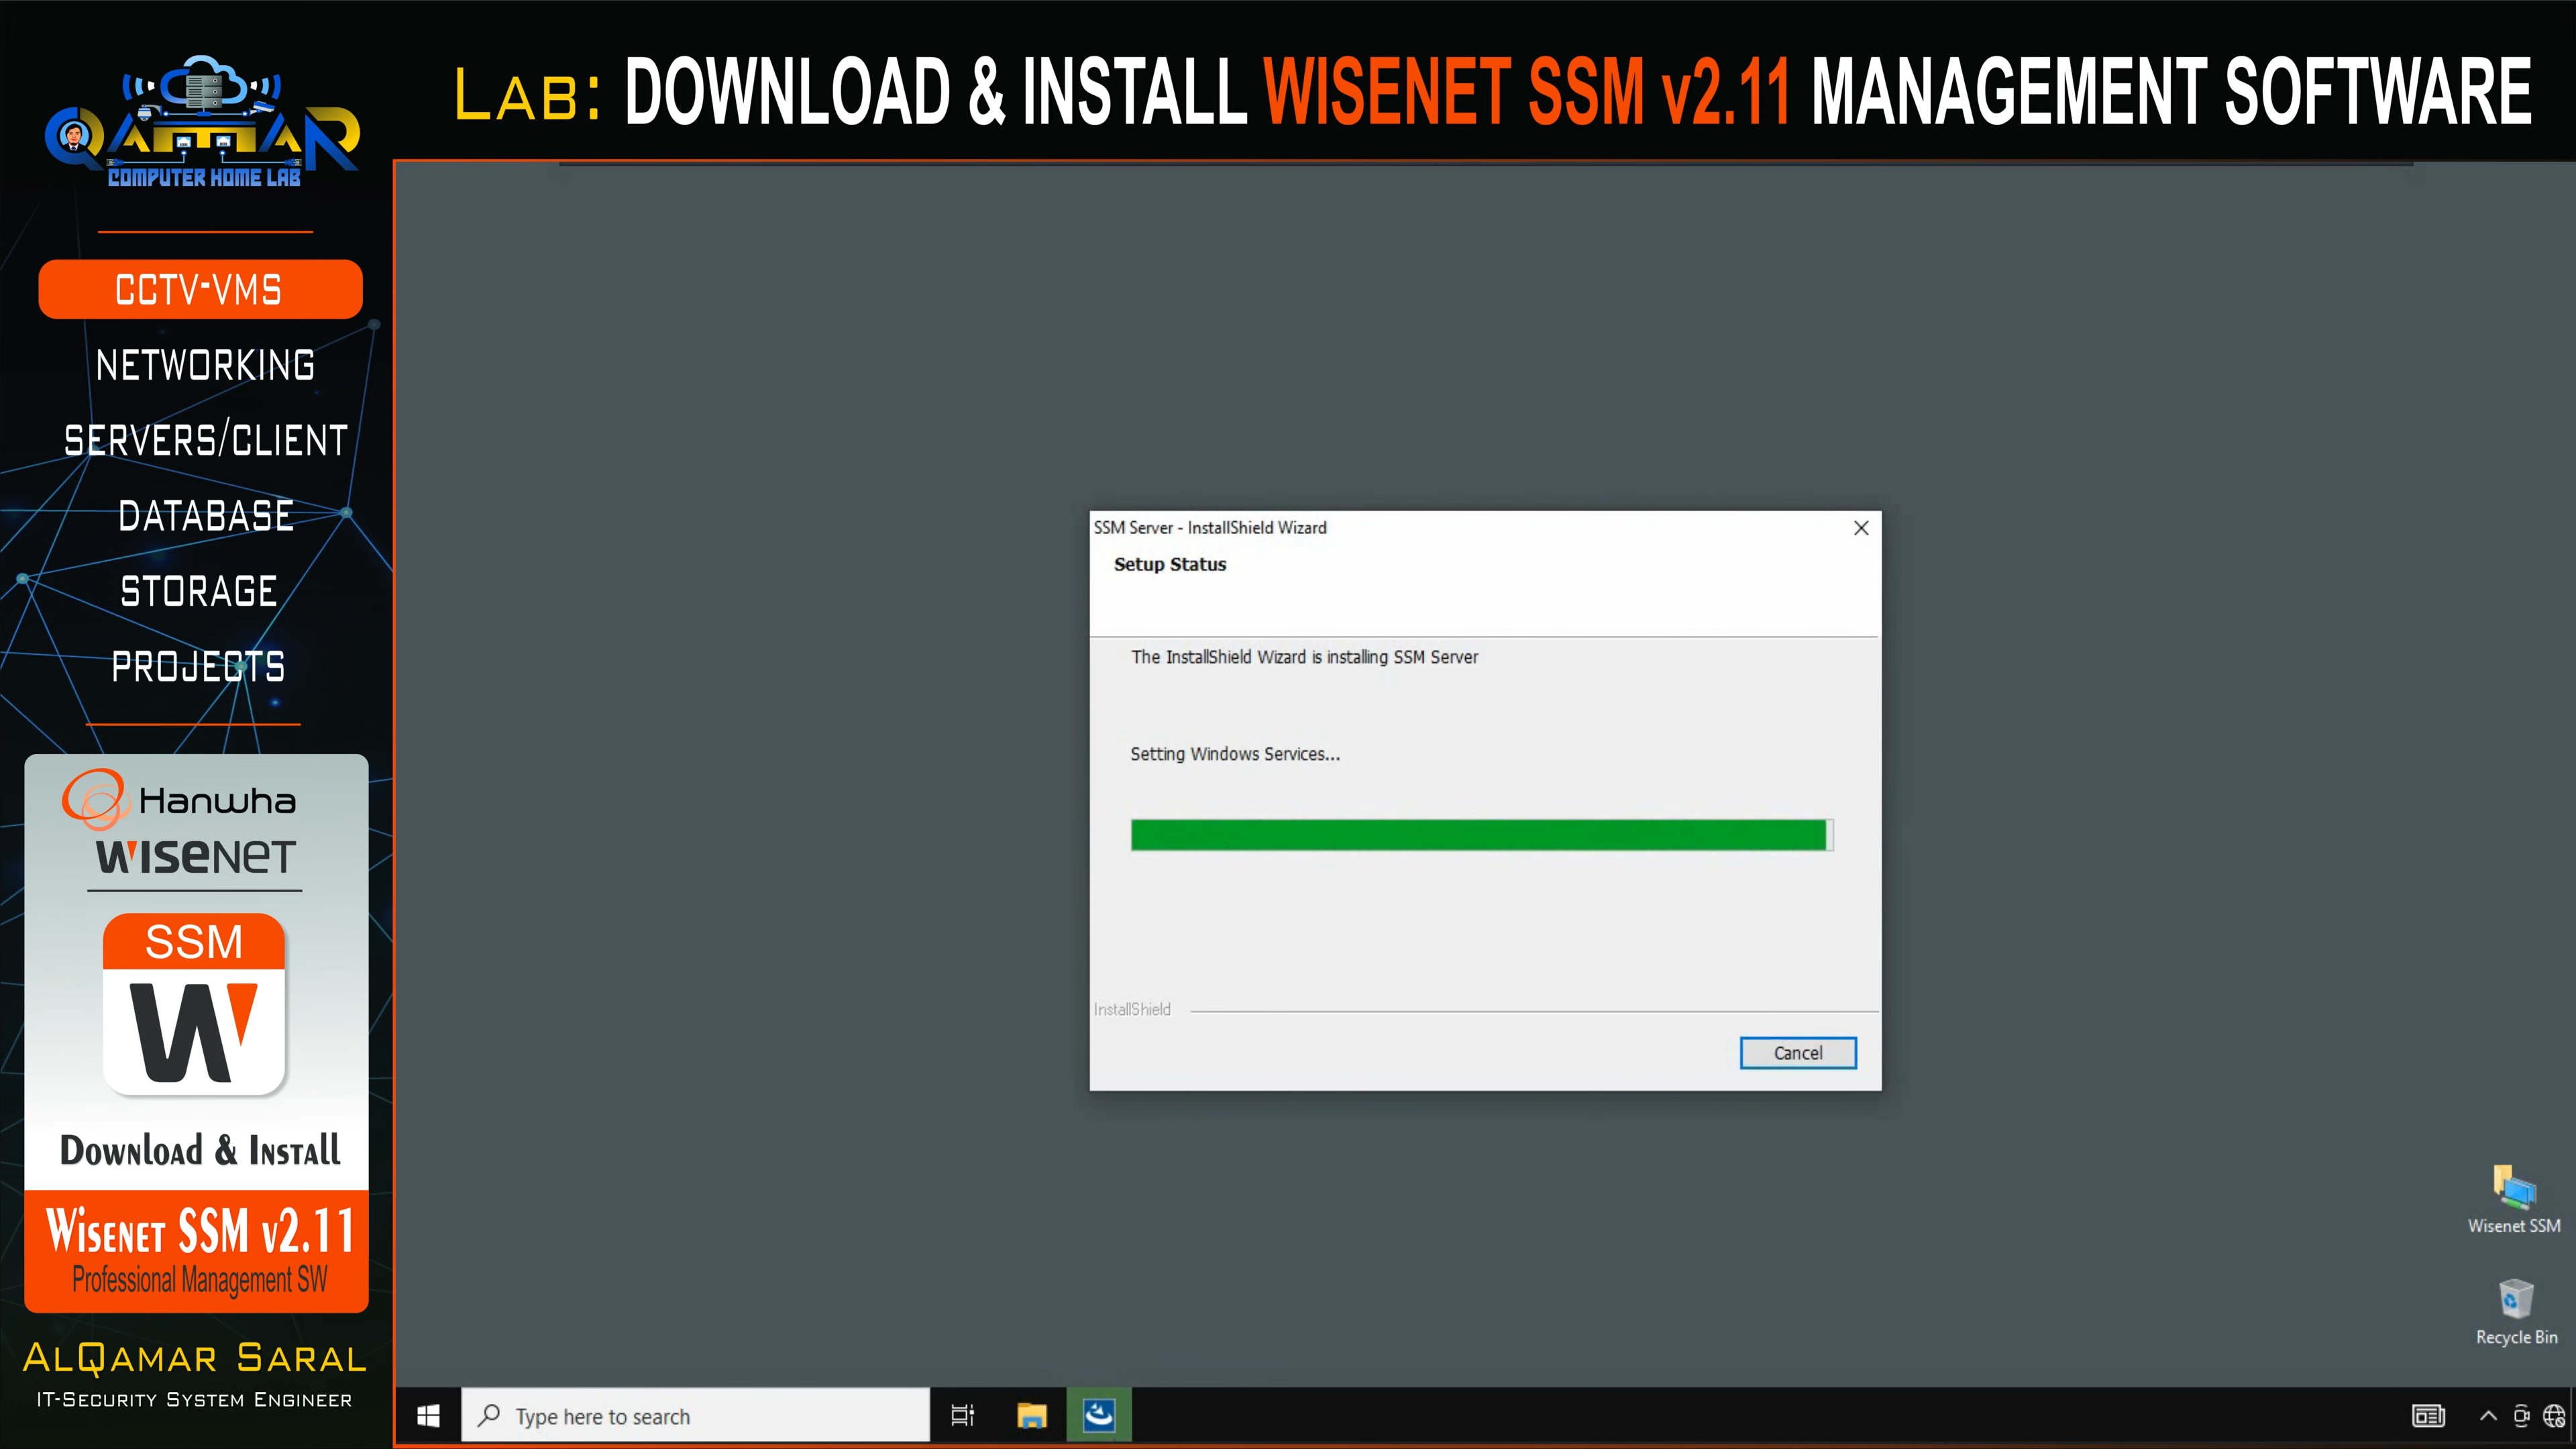 QAMAR
COMPUTER HOME LAB
Lab: DOWNLOAD & INSTALL WISENET SSM v2.11 MANAGEMENT SOFTWARE
CCTV-VMS
NETWORKING
SERVERS/CLIENT
DATABASE
STORAGE
PROJECTS
Hanwha
WISENET
SSM
W
Download & Install
Wisenet SSM v2.11
Professional Management SW
AlQamar Saral
IT-Security System Engineer
SSM Server - InstallShield Wizard
Setup Status
The InstallShield Wizard is installing SSM Server
Setting Windows Services...
InstallShield
Cancel
Wisenet SSM
Recycle Bin
Type here to search